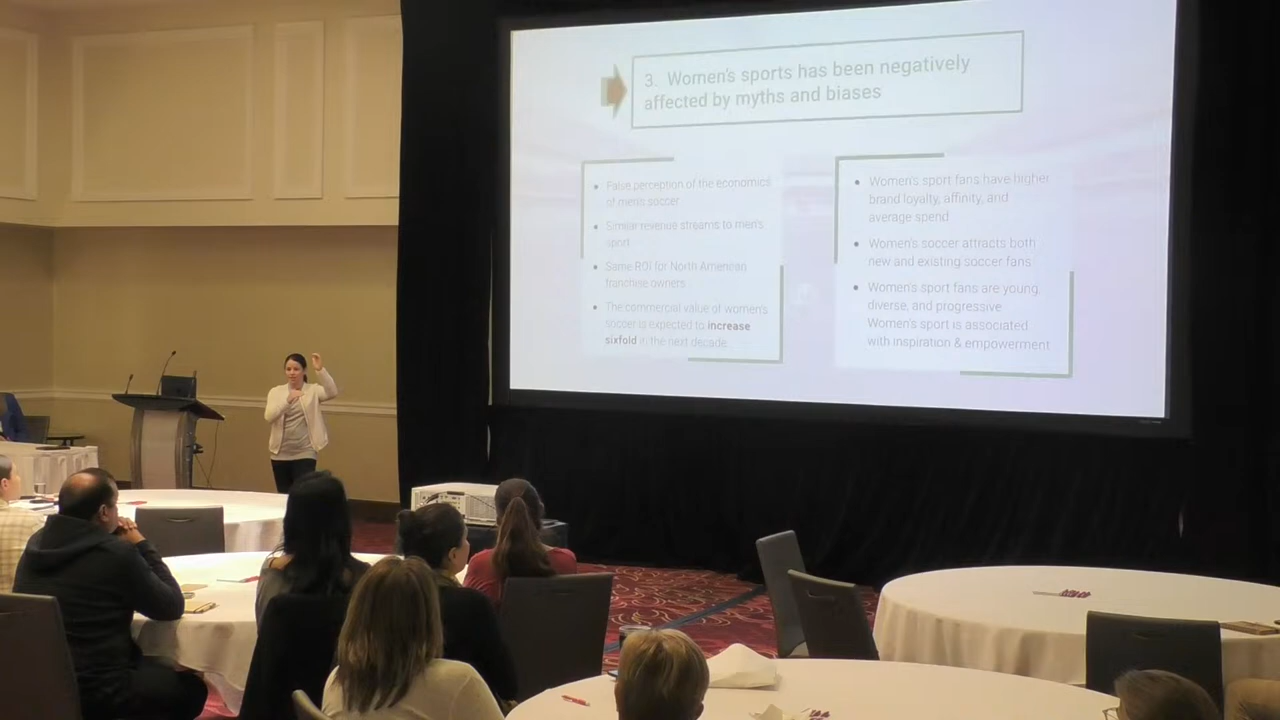 3. Women's sports has been negatively
affected by myths and biases
False perception of the economics
of men's soccer
Similar revenue streams to men's
sport
Same ROI for North American
franchise owners
The commercial value of women's
soccer is expected to increase
sixfold in the next decade
Women's sport fans have higher
brand loyalty, affinity, and
average spend
Women's soccer attracts both
new and existing soccer fans
Women's sport fans are young,
diverse, and progressive
Women's sport is associated
with inspiration & empowerment